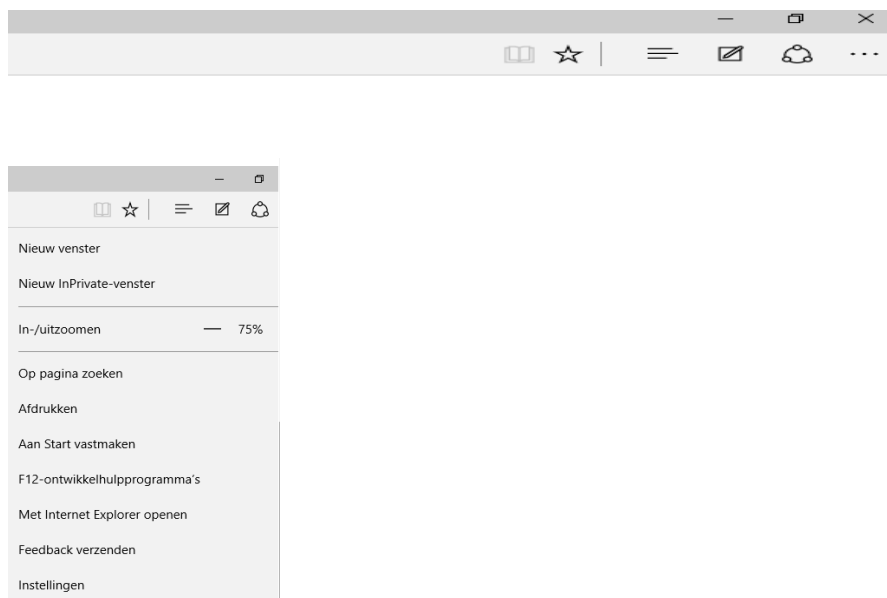 Nieuw venster
Nieuw InPrivate-venster
In-/uitzoomen — 75%
Op pagina zoeken
Afdrukken
Aan Start vastmaken
F12-ontwikkelhulpprogramma's
Met Internet Explorer openen
Feedback verzenden
Instellingen